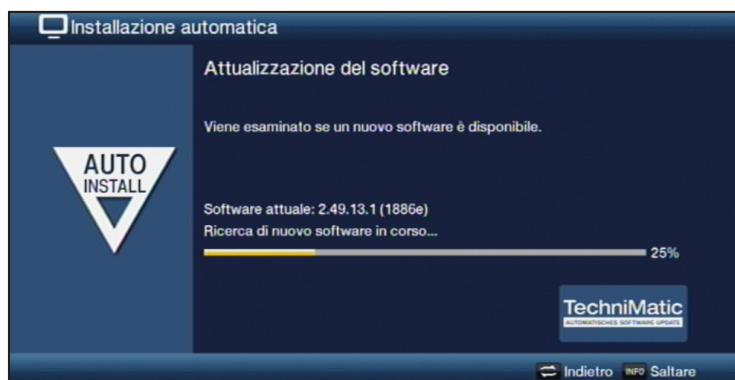 Installazione automatica
Attualizzazione del software
Viene esaminato se un nuovo software è disponibile.
AUTO
INSTALL
Software attuale: 2.49.13.1 (1886e)
Ricerca di nuovo software in corso...
25%
TechniMatic
AUTOMATISCHES SOFTWARE UPDATE
Indietro INFO Saltare